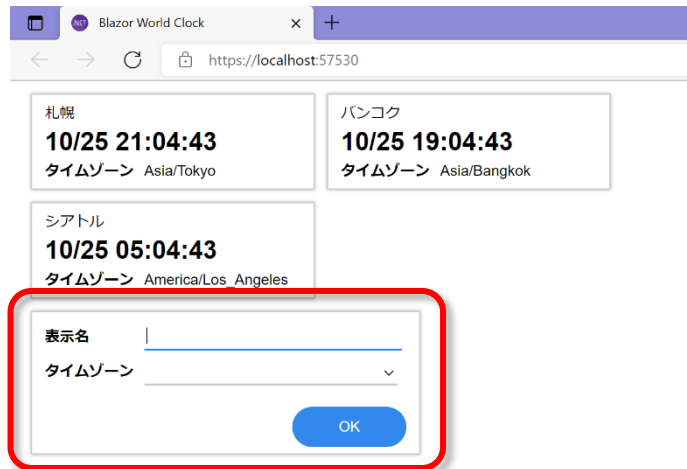 Blazor World Clock
https://localhost:57530
札幌
10/25 21:04:43
タイムゾーン Asia/Tokyo
バンコク
10/25 19:04:43
タイムゾーン Asia/Bangkok
シアトル
10/25 05:04:43
タイムゾーン America/Los_Angeles
表示名
タイムゾーン
OK